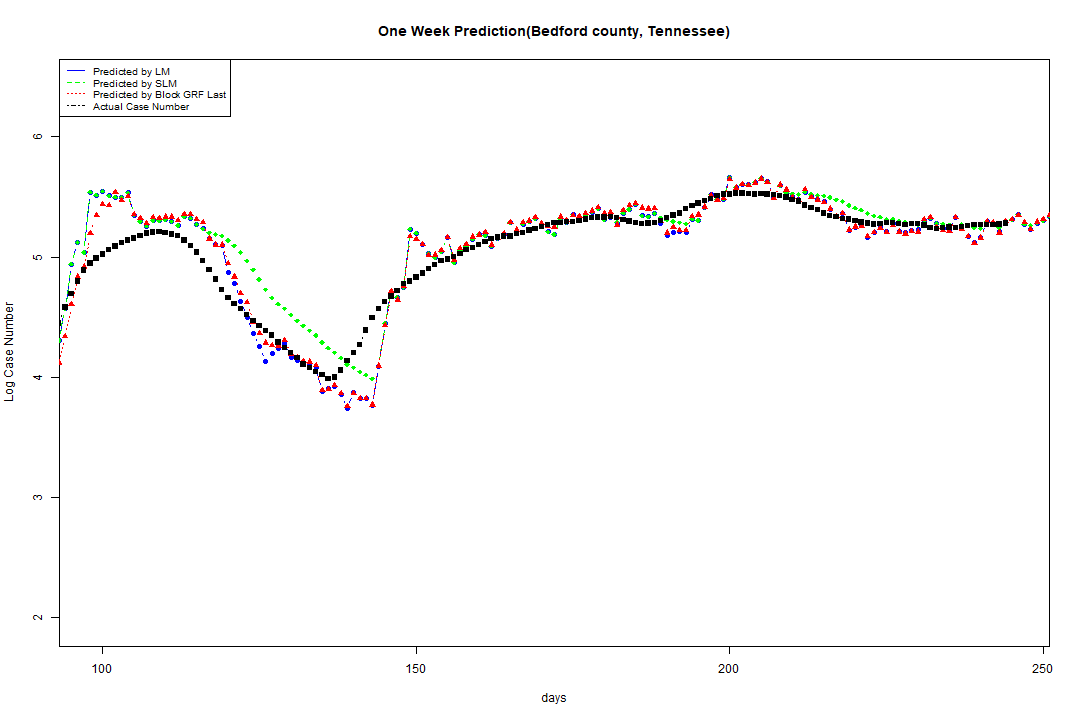 One Week Prediction(Bedford county, Tennessee)
Predicted by LM
Predicted by SLM
Predicted by Block GRF Last
Actual Case Number
6
5
4
3
2
Log Case Number
100
150
200
250
days